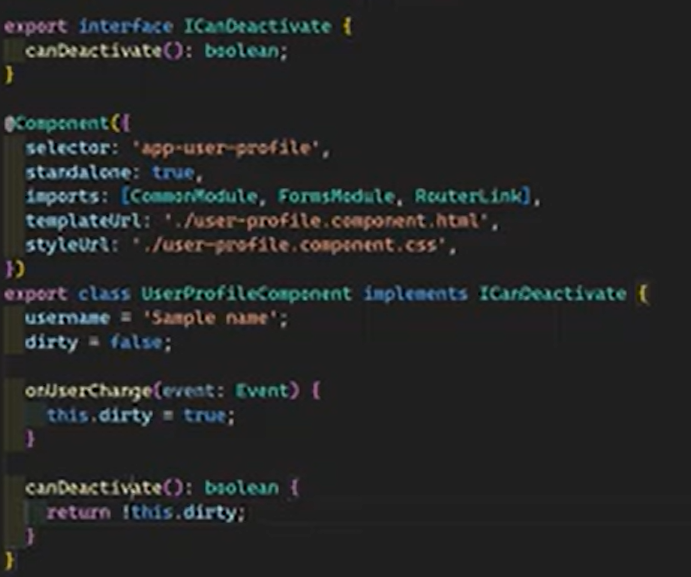 export interface ICanDeactivate {
canDeactivate(): boolean;
}
@Component({
selector: 'app-user-profile',
standalone: true,
imports: [CommonModule, FormsModule, RouterLink],
templateUrl: './user-profile.component.html',
styleUrl: './user-profile.component.css',
})
export class UserProfileComponent implements ICanDeactivate {
username = 'Sample name';
dirty = false;
onUserChange(event: Event) {
this.dirty = true;
}
canDeactivate(): boolean {
return !this.dirty;
}
}